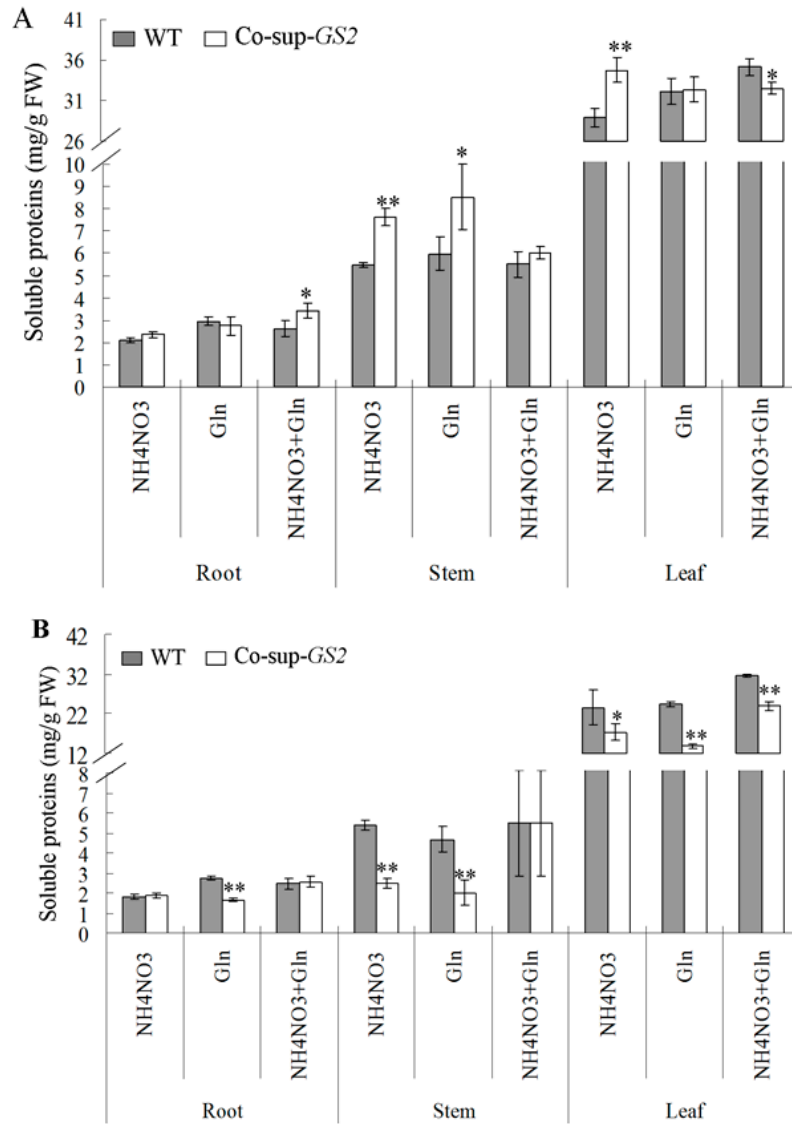 A
WT Co-sup-GS2
Soluble proteins (mg/g FW)
41
36
31
26
10
9
8
7
6
5
4
3
2
1
0
** * ** * ** *
NH4NO3 Gln NH4NO3+Gln NH4NO3 Gln NH4NO3+Gln NH4NO3 Gln NH4NO3+Gln
Root Stem Leaf
B
WT Co-sup-GS2
Soluble proteins (mg/g FW)
42
32
22
12
8
7
6
5
4
3
2
1
0
** ** ** * ** **
NH4NO3 Gln NH4NO3+Gln NH4NO3 Gln NH4NO3+Gln NH4NO3 Gln NH4NO3+Gln
Root Stem Leaf